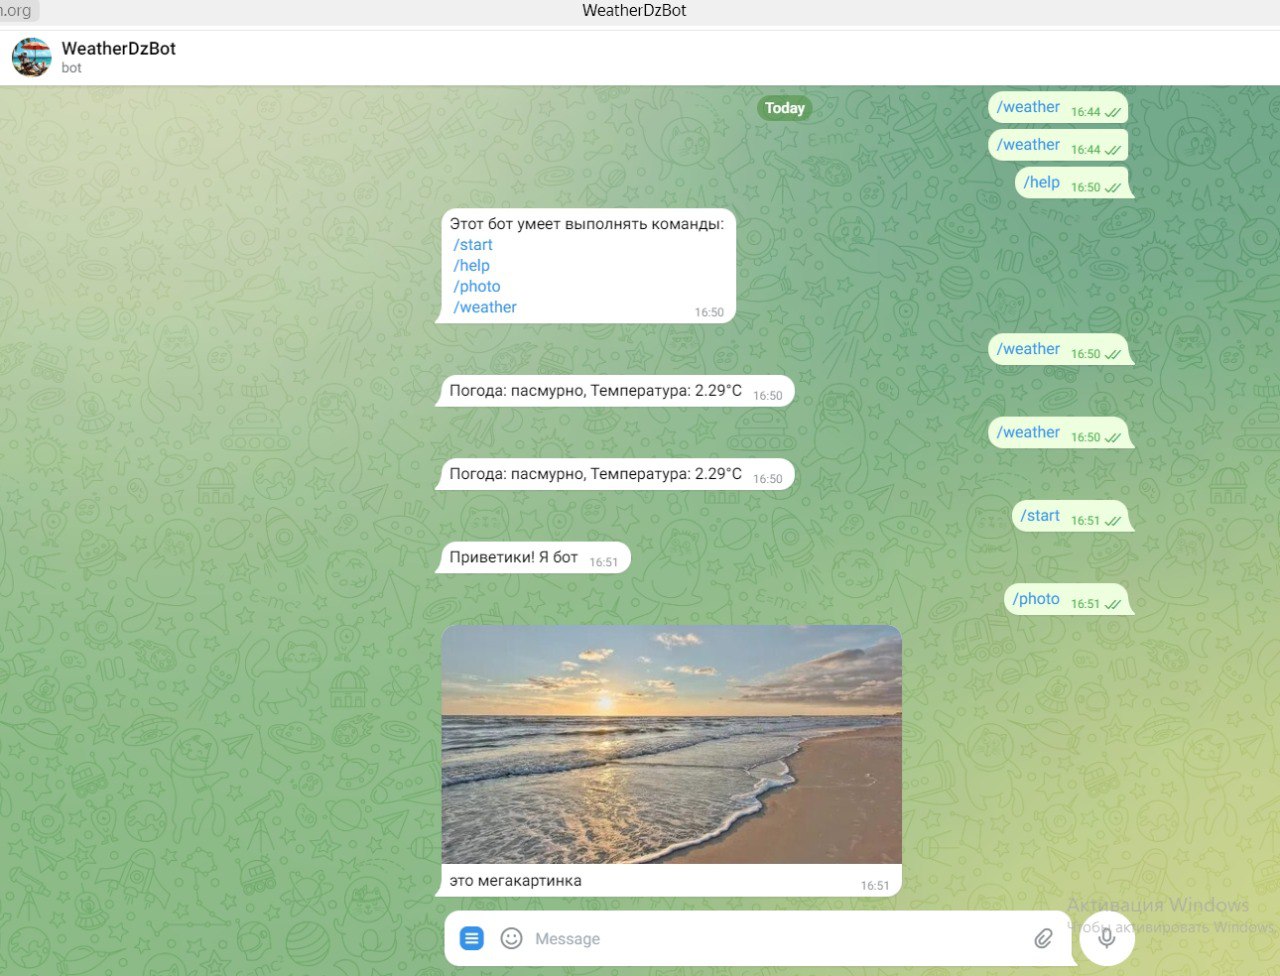 n.org
WeatherDzBot
WeatherDzBot
bot
Today
/weather 16:44
/weather 16:44
/help 16:50
Этот бот умеет выполнять команды:
/start
/help
/photo
/weather 16:50
/weather 16:50
Погода: пасмурно, Температура: 2.29°C 16:50
/weather 16:50
Погода: пасмурно, Температура: 2.29°C 16:50
/start 16:51
Приветики! Я бот 16:51
/photo 16:51
это мегакартинка 16:51
Message
Активация Windows
Чтобы активировать Windows,